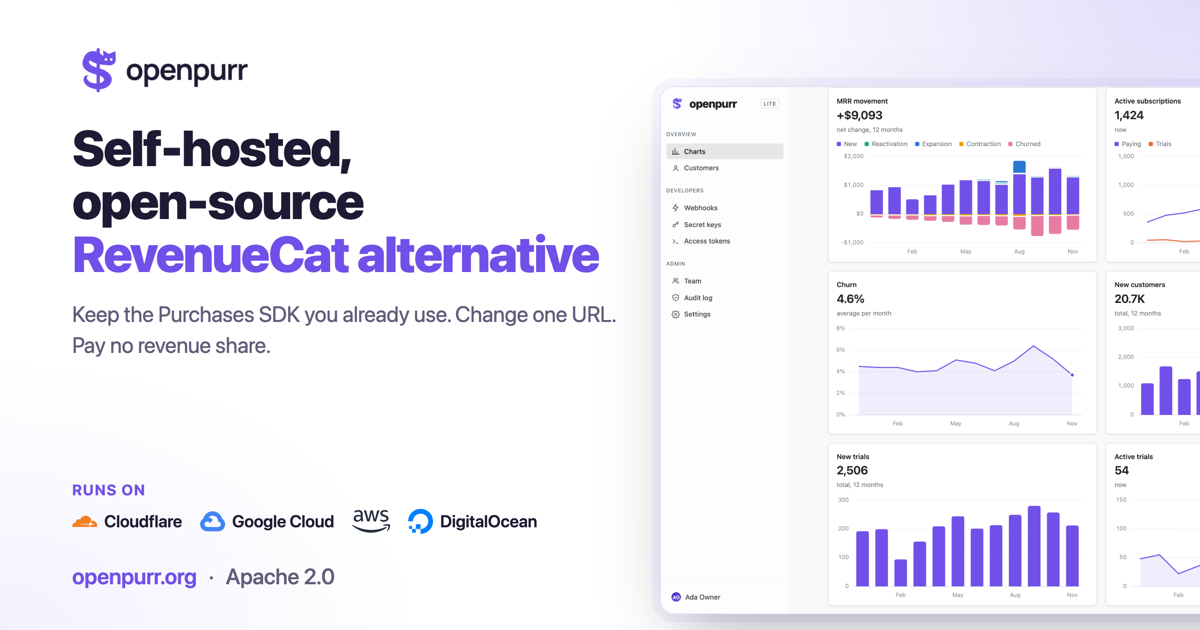 openpurr
Self-hosted,
open-source
RevenueCat alternative
Keep the Purchases SDK you already use. Change one URL.
Pay no revenue share.
RUNS ON
Cloudflare
Google Cloud
aws
DigitalOcean
openpurr.org · Apache 2.0
openpurr
LITE
OVERVIEW
Charts
Customers
DEVELOPERS
Webhooks
Secret keys
Access tokens
ADMIN
Team
Audit log
Settings
AO Ada Owner
MRR movement
+$9,093
net change, 12 months
New Reactivation Expansion Contraction Churned
$2,000
$1,000
$0
-$1,000
Feb May Aug Nov
Active subscriptions
1,424
now
Paying Trials
1,500
1,000
500
0
Feb
Churn
4.6%
average per month
8%
6%
4%
2%
0%
Feb May Aug Nov
New customers
20.7K
total, 12 months
3,000
2,000
1,000
0
Feb
New trials
2,506
total, 12 months
300
200
100
0
Feb May Aug Nov
Active trials
54
now
150
100
50
0
Feb